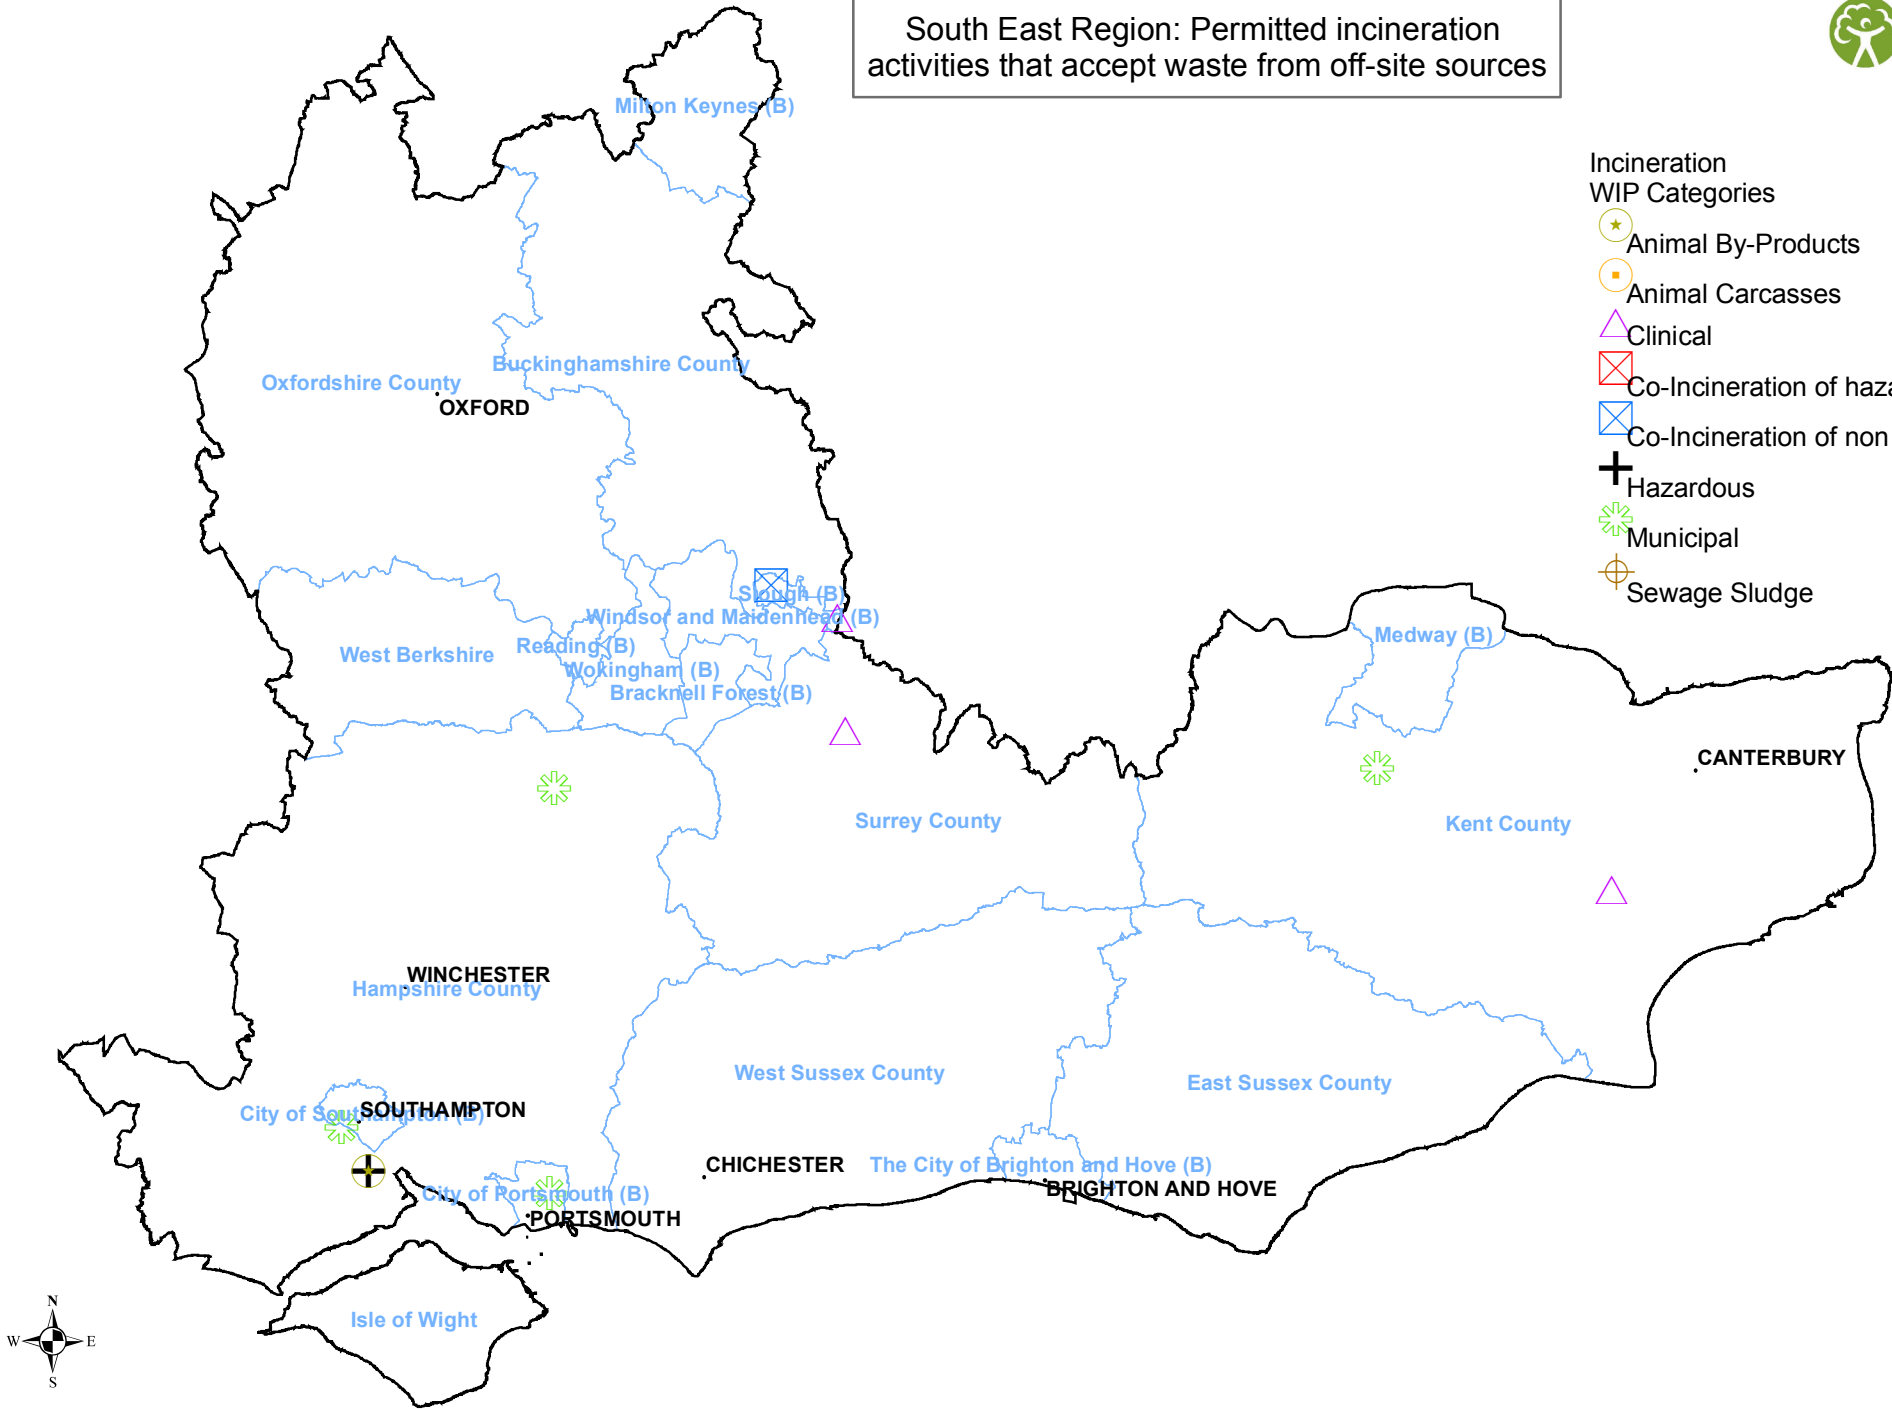 South East Region: Permitted incineration
activities that accept waste from off-site sources
Incineration
WIP Categories
Animal By-Products
Animal Carcasses
Clinical
Co-Incineration of haza
Co-Incineration of non
Hazardous
Municipal
Sewage Sludge
Milton Keynes (B)
Buckinghamshire County
Oxfordshire County
OXFORD
Slough (B)
Windsor and Maidenhead (B)
Reading (B)
West Berkshire
Wokingham (B)
Bracknell Forest (B)
Medway (B)
CANTERBURY
Surrey County
Kent County
WINCHESTER
Hampshire County
West Sussex County
East Sussex County
City of Southampton (B)
SOUTHAMPTON
CHICHESTER
The City of Brighton and Hove (B)
BRIGHTON AND HOVE
City of Portsmouth (B)
PORTSMOUTH
Isle of Wight
N
W
E
S